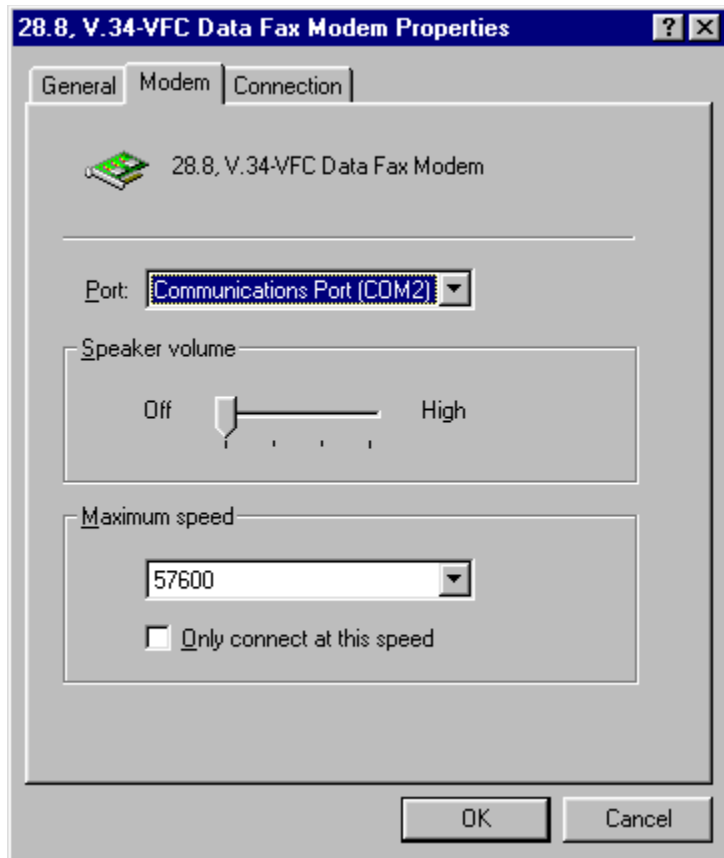 28.8, V.34-VFC Data Fax Modem Properties
General Modem Connection
28.8, V.34-VFC Data Fax Modem
Port: Communications Port (COM2)
Speaker volume
Off High
Maximum speed
57600
Only connect at this speed
OK Cancel